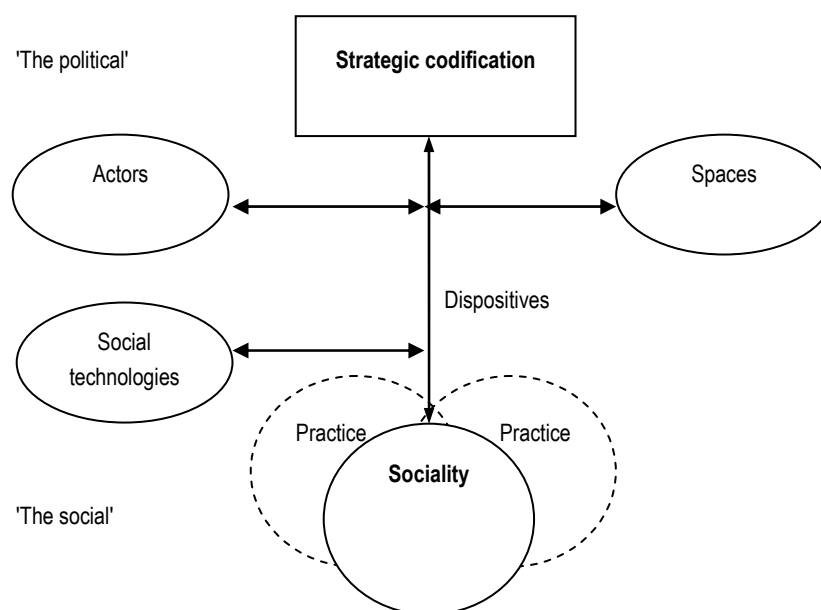 'The political'
Strategic codification
Actors
Spaces
Dispositives
Social
technologies
Practice
Practice
Sociality
'The social'